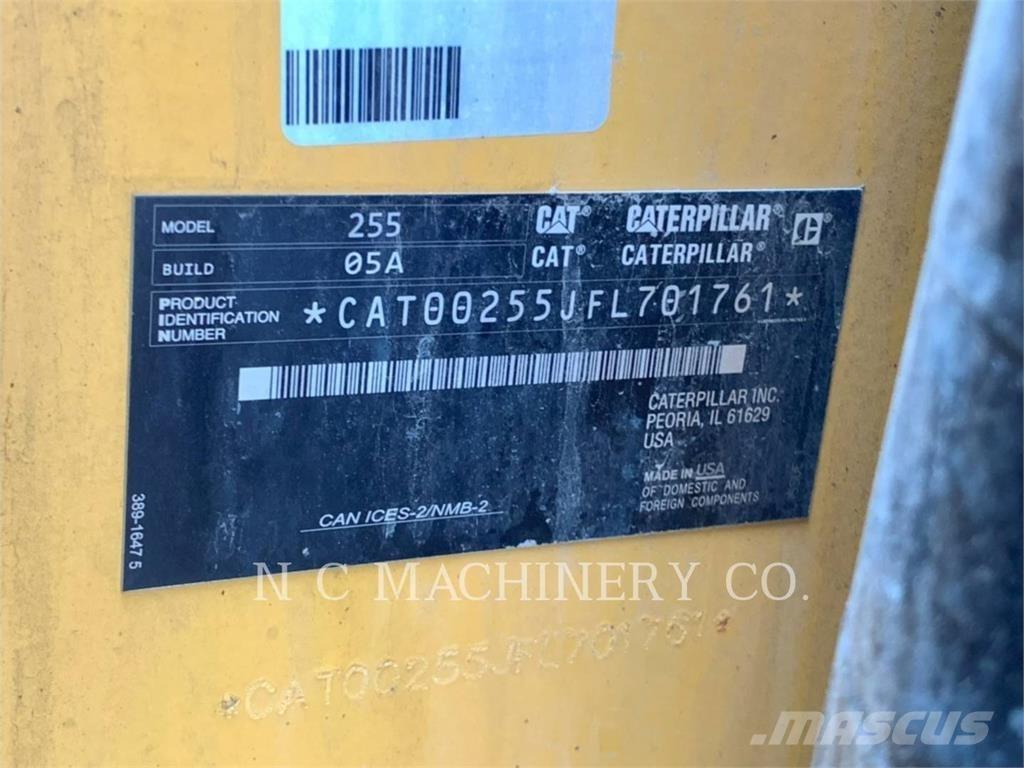 MODEL 255 CAT® CATERPILLAR®
BUILD 05A CAT® CATERPILLAR®
PRODUCT
IDENTIFICATION
NUMBER
*CAT00255JFL701761*
CATERPILLAR INC.
PEORIA, IL 61629
USA
MADE IN USA
OF DOMESTIC AND
FOREIGN COMPONENTS
CAN ICES-2/NMB-2
389-1647 5
N C MACHINERY CO.
*CAT00255JFL701761*
MASCUS